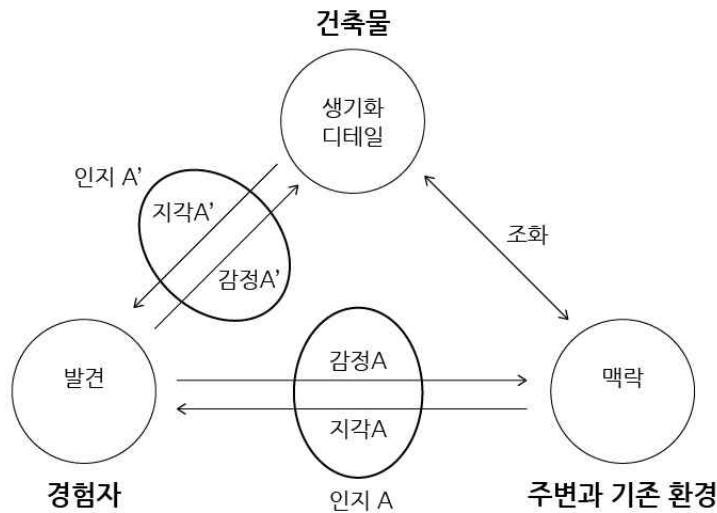 건축물
생기화
디테일
인지 A’
지각A’
감정A’
조화
발견
감정A
지각A
맥락
경험자
인지 A
주변과 기존 환경